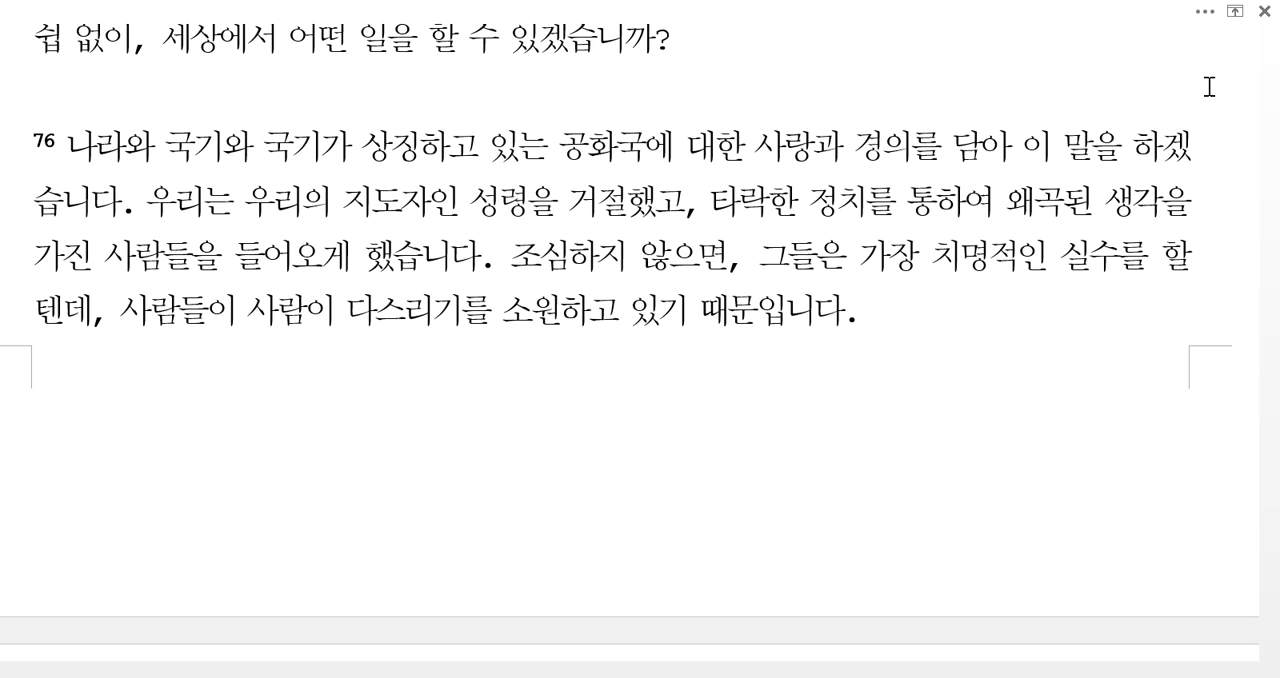 쉽 없이, 세상에서 어떤 일을 할 수 있겠습니까?
76 나라와 국기와 국기가 상징하고 있는 공화국에 대한 사랑과 경의를 담아 이 말을 하겠
습니다. 우리는 우리의 지도자인 성령을 거절했고, 타락한 정치를 통하여 왜곡된 생각을
가진 사람들을 들어오게 했습니다. 조심하지 않으면, 그들은 가장 치명적인 실수를 할
텐데, 사람들이 사람이 다스리기를 소원하고 있기 때문입니다.